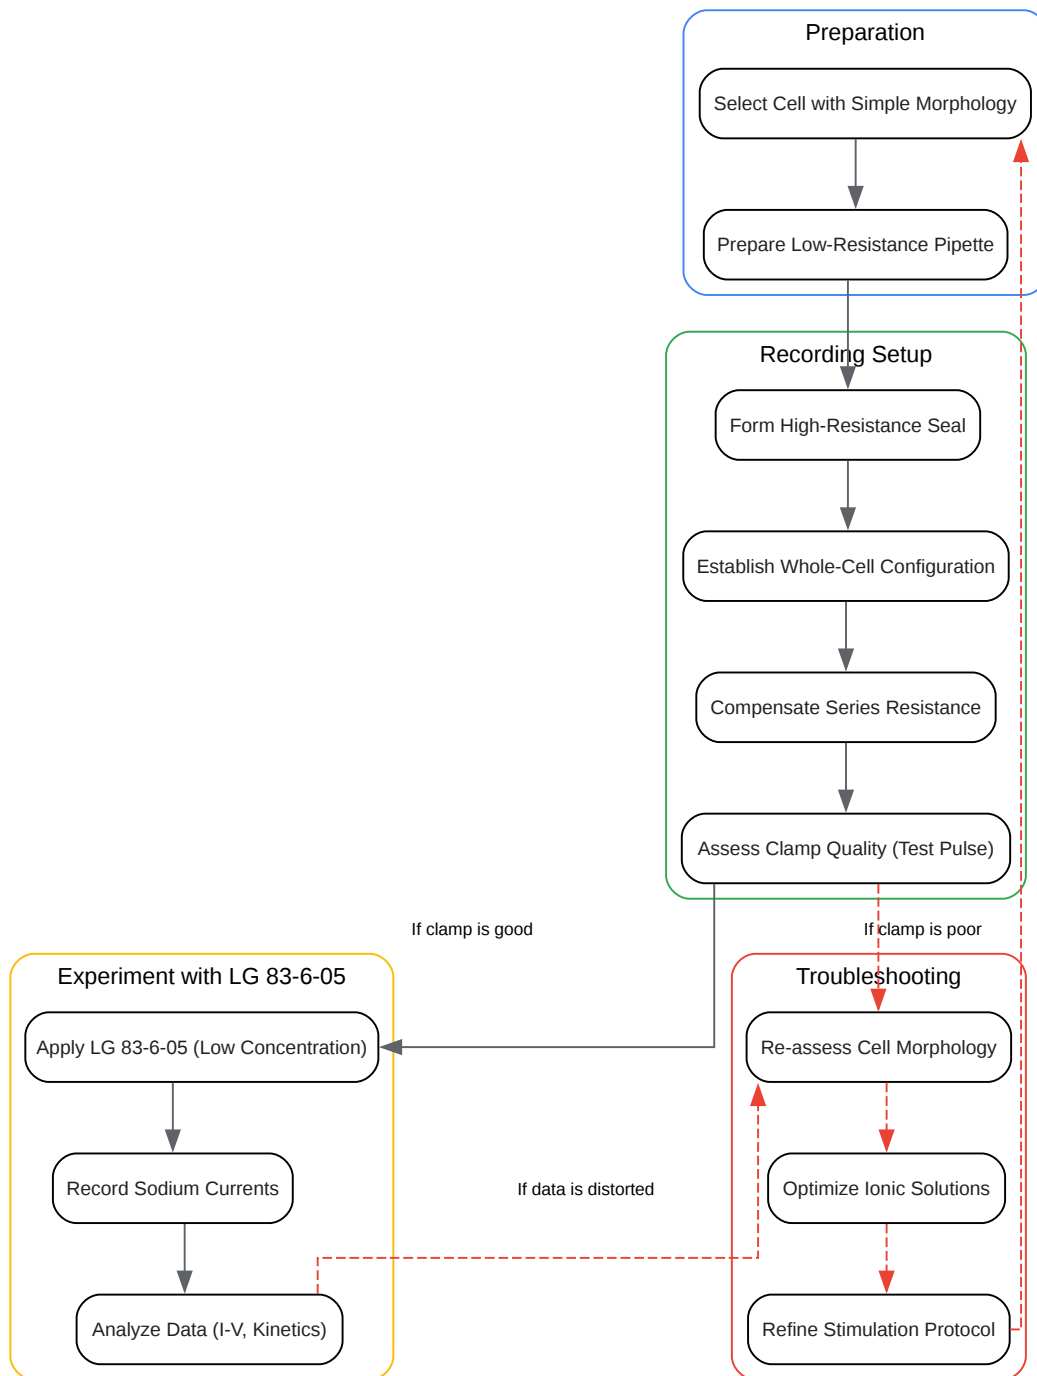 Preparation
Select Cell with Simple Morphology
Prepare Low-Resistance Pipette
Recording Setup
Form High-Resistance Seal
Establish Whole-Cell Configuration
Compensate Series Resistance
Assess Clamp Quality (Test Pulse)
If clamp is good
If clamp is poor
Experiment with LG 83-6-05
Apply LG 83-6-05 (Low Concentration)
Record Sodium Currents
Analyze Data (I-V, Kinetics)
If data is distorted
Troubleshooting
Re-assess Cell Morphology
Optimize Ionic Solutions
Refine Stimulation Protocol